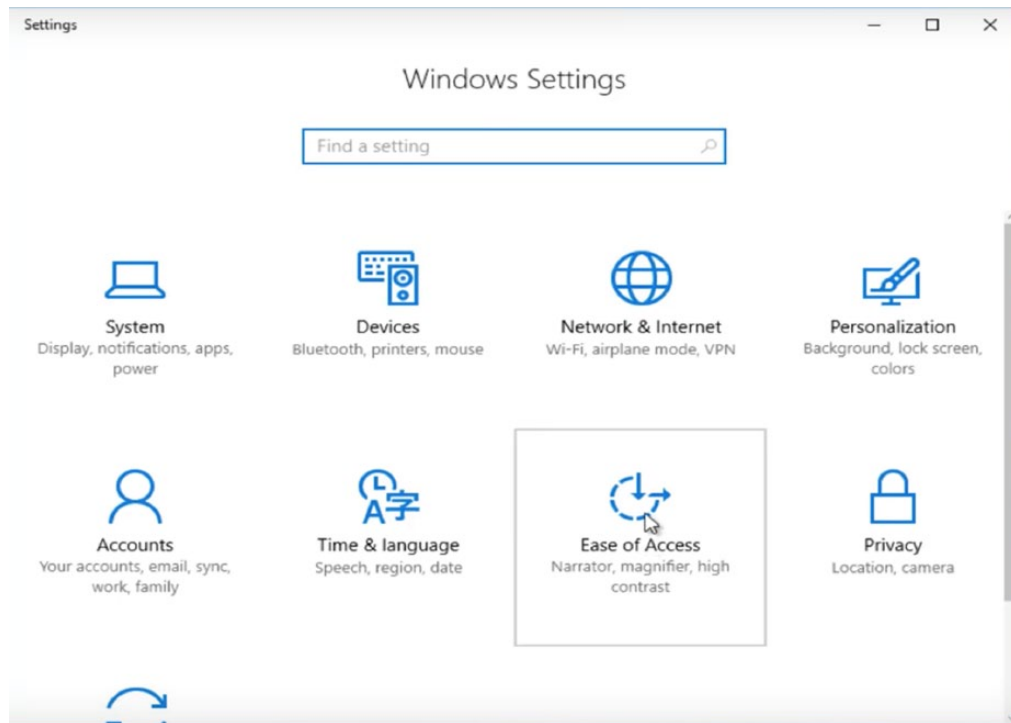 Settings
Windows Settings
Find a setting
System
Display, notifications, apps,
power
Devices
Bluetooth, printers, mouse
Network & Internet
Wi-Fi, airplane mode, VPN
Personalization
Background, lock screen,
colors
Accounts
Your accounts, email, sync,
work, family
A字
Time & language
Speech, region, date
Ease of Access
Narrator, magnifier, high
contrast
Privacy
Location, camera